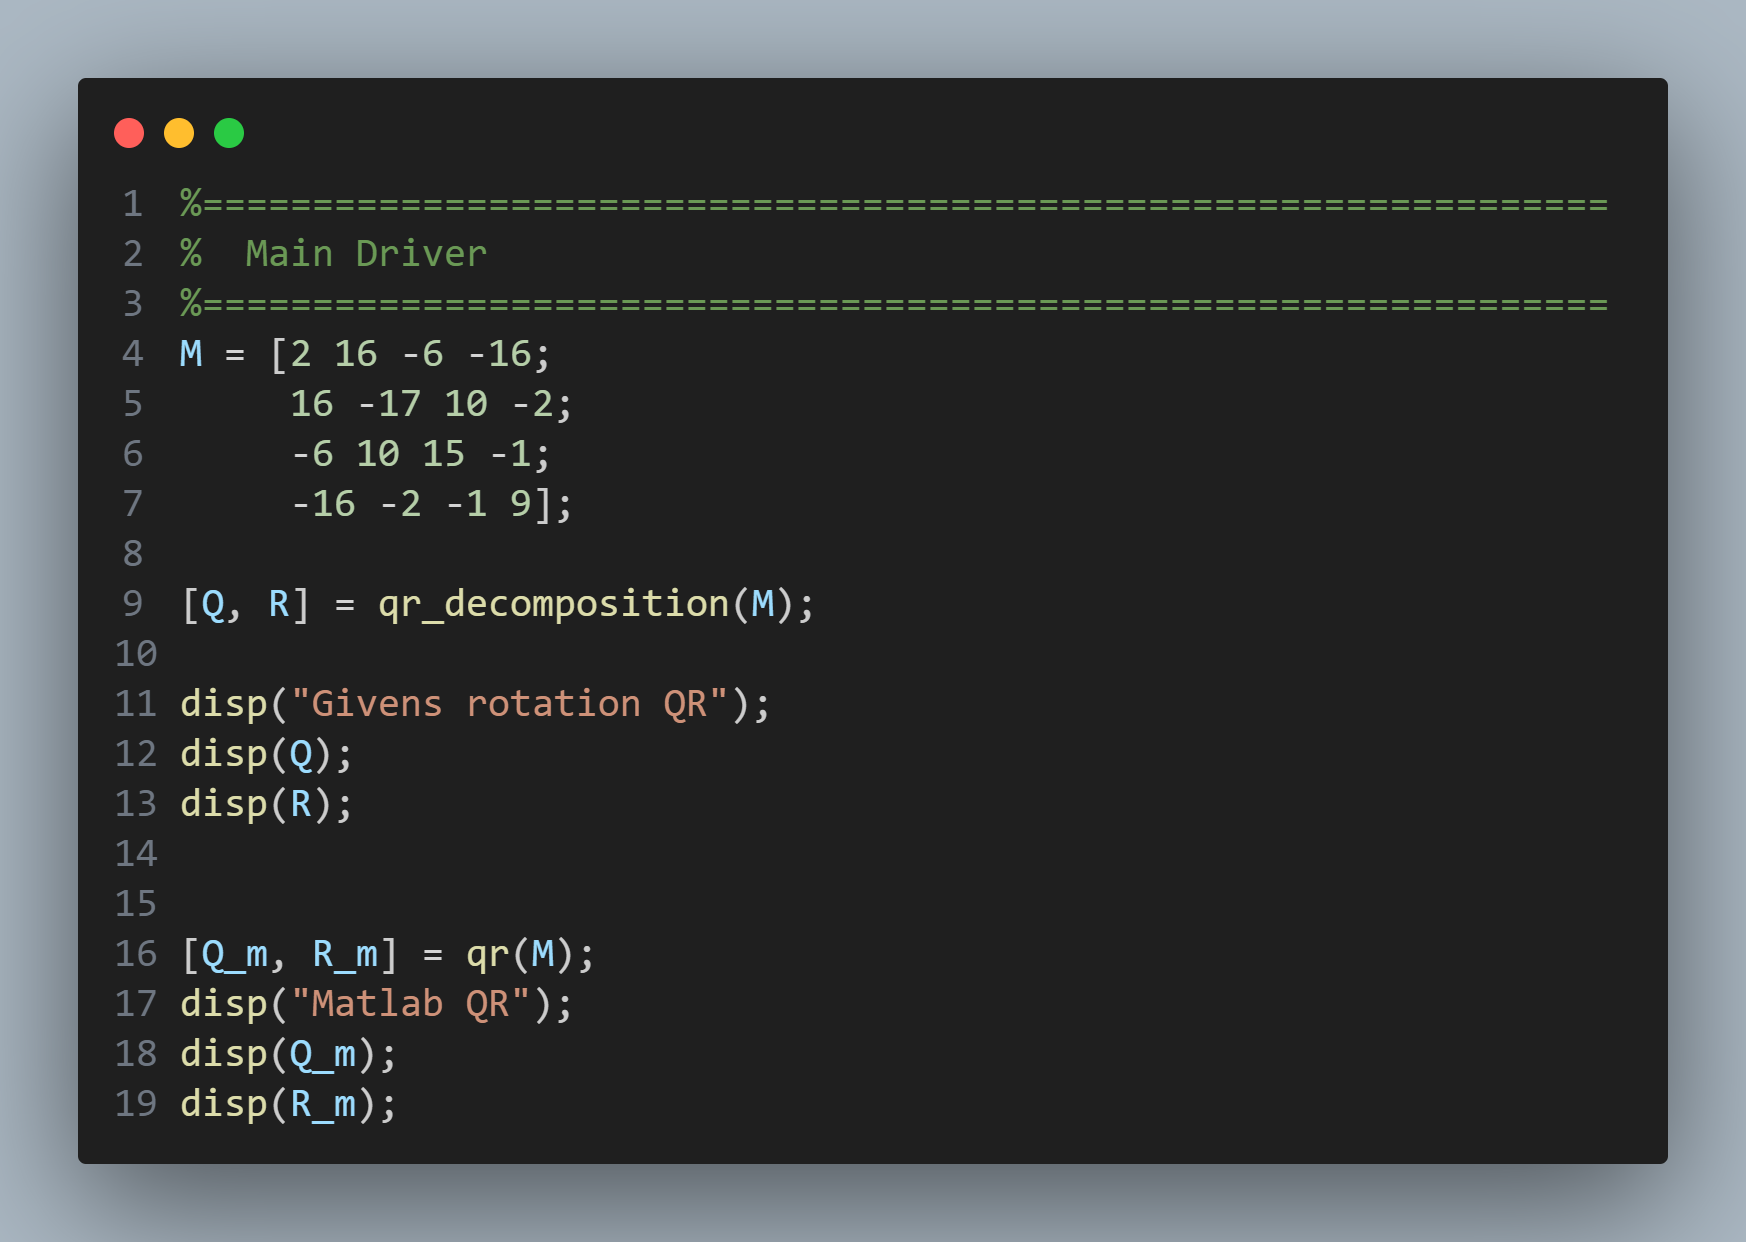 1 %================================================================
2 %  Main Driver
3 %================================================================
4 M = [2 16 -6 -16;
5      16 -17 10 -2;
6      -6 10 15 -1;
7      -16 -2 -1 9];
8
9 [Q, R] = qr_decomposition(M);
10
11 disp("Givens rotation QR");
12 disp(Q);
13 disp(R);
14
15
16 [Q_m, R_m] = qr(M);
17 disp("Matlab QR");
18 disp(Q_m);
19 disp(R_m);